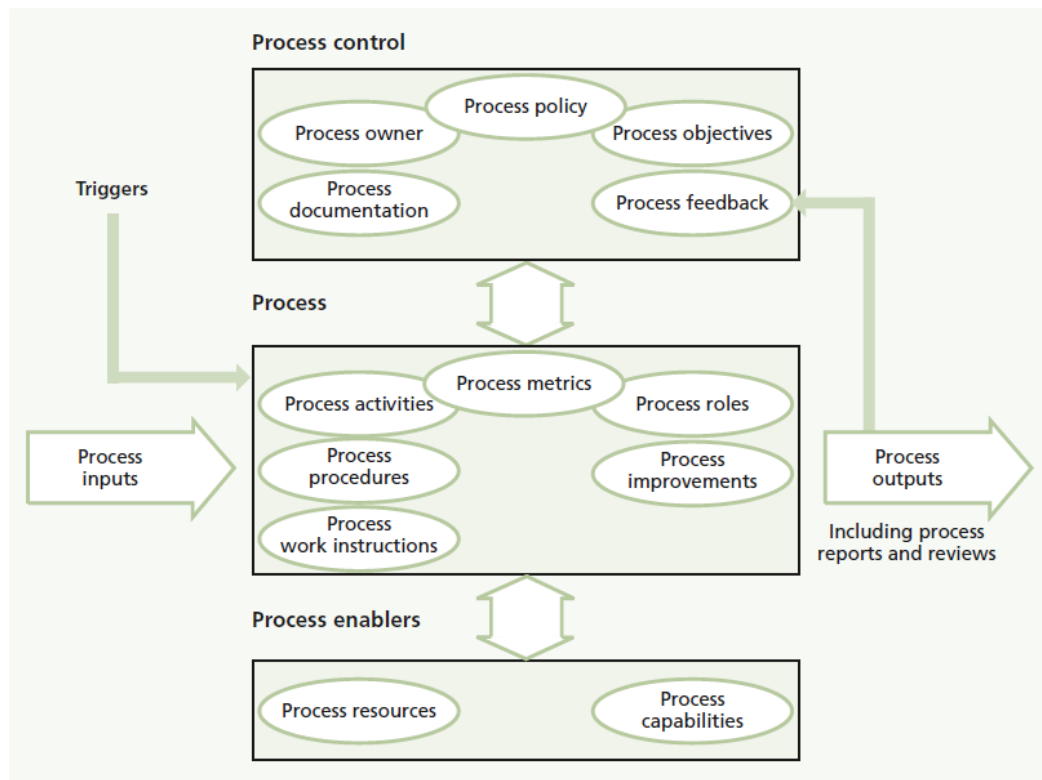 Process control
Process policy
Process owner
Process objectives
Triggers
Process
documentation
Process feedback
Process
Process metrics
Process activities
Process roles
Process
inputs
Process
procedures
Process
improvements
Process
outputs
Process
work instructions
Including process
reports and reviews
Process enablers
Process resources
Process
capabilities